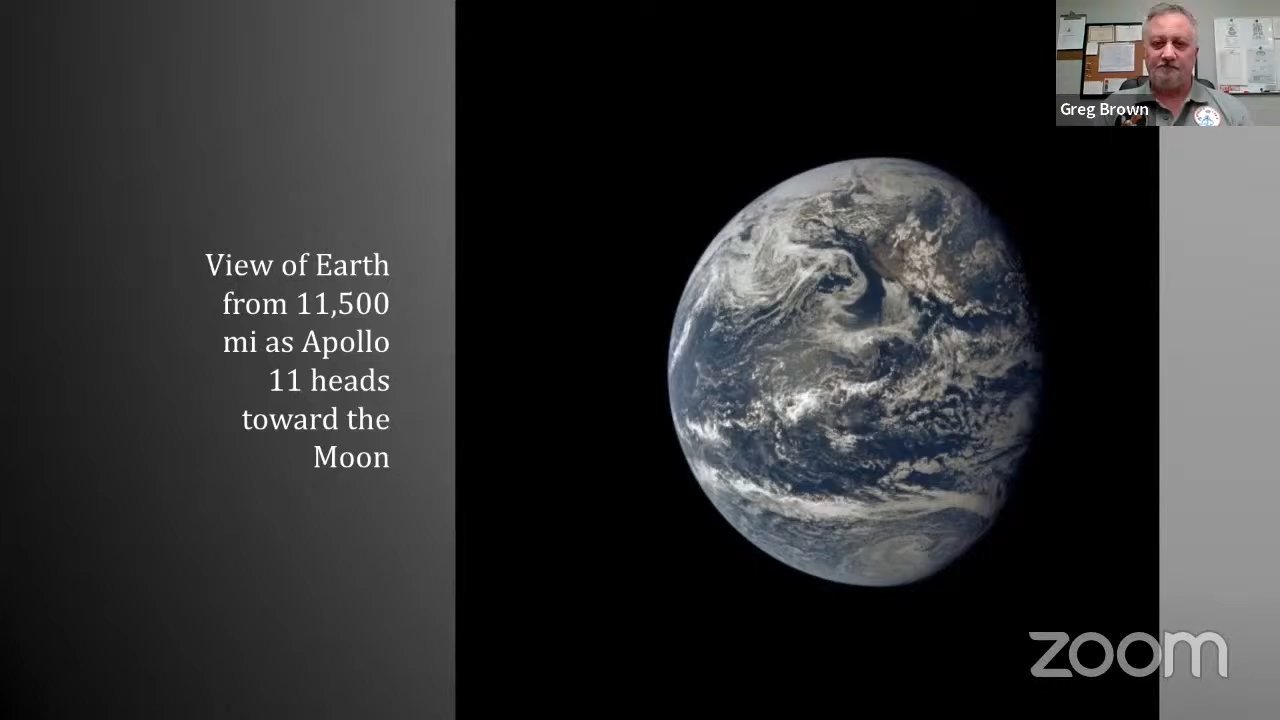 View of Earth
from 11,500
mi as Apollo
11 heads
toward the
Moon
Greg Brown
zoom